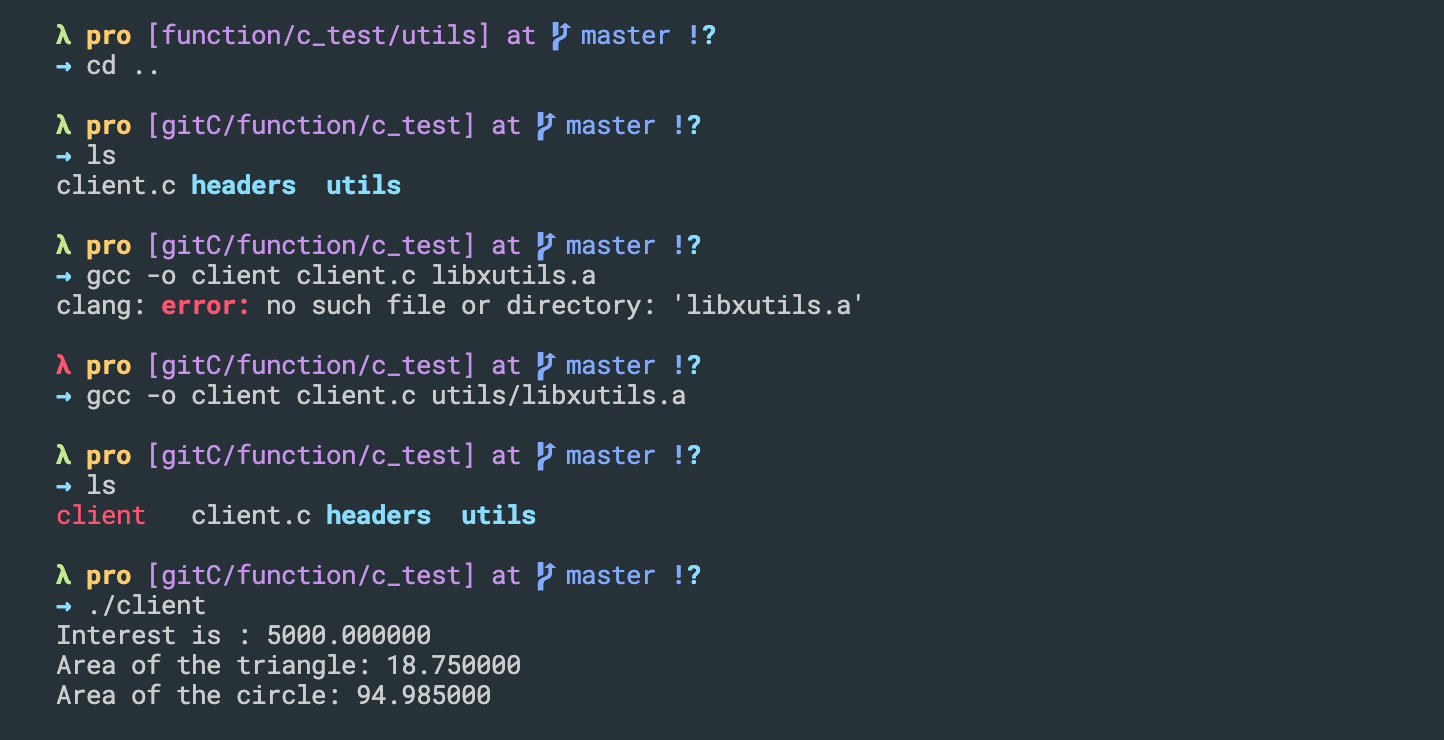 λ pro [function/c_test/utils] at master !?
→ cd ..
λ pro [gitC/function/c_test] at master !?
→ ls
client.c headers utils
λ pro [gitC/function/c_test] at master !?
→ gcc -o client client.c libxutils.a
clang: error: no such file or directory: 'libxutils.a'
λ pro [gitC/function/c_test] at master !?
→ gcc -o client client.c utils/libxutils.a
λ pro [gitC/function/c_test] at master !?
→ ls
client client.c headers utils
λ pro [gitC/function/c_test] at master !?
→ ./client
Interest is : 5000.000000
Area of the triangle: 18.750000
Area of the circle: 94.985000